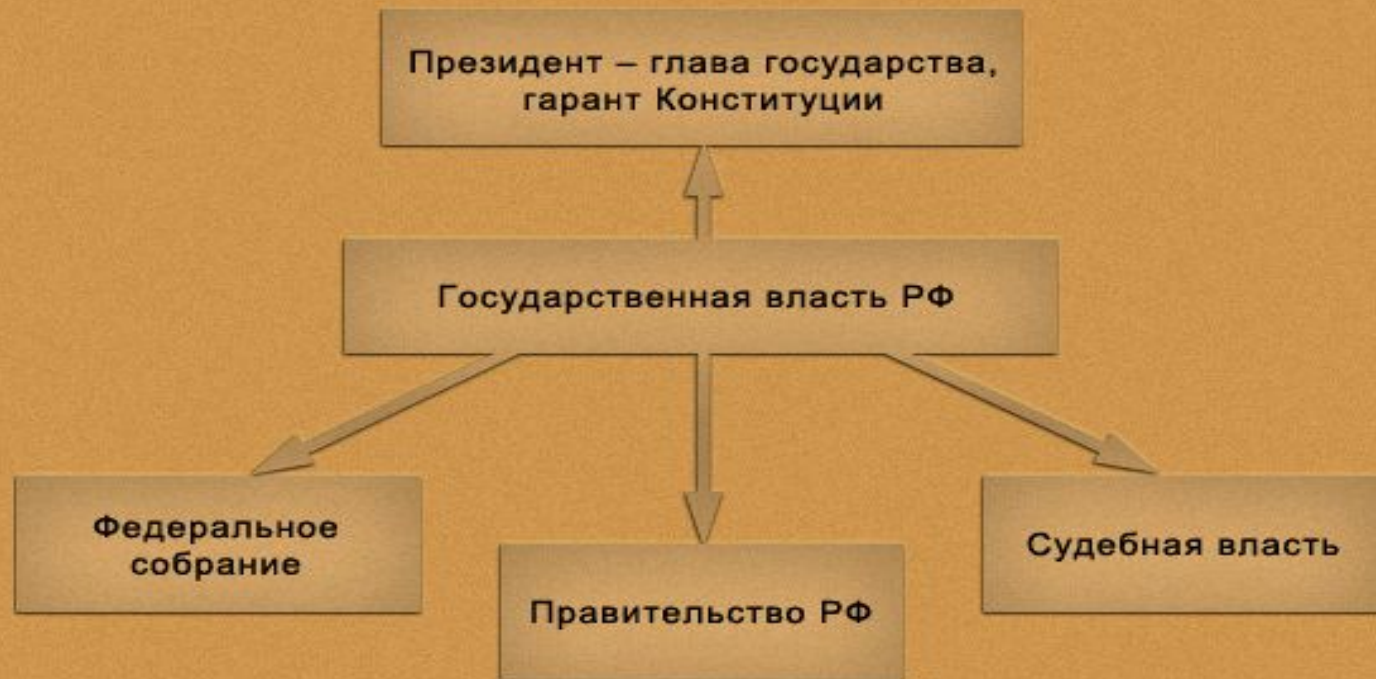 Президент – глава государства,
гарант Конституции
Государственная власть РФ
Федеральное
собрание
Судебная власть
Правительство РФ